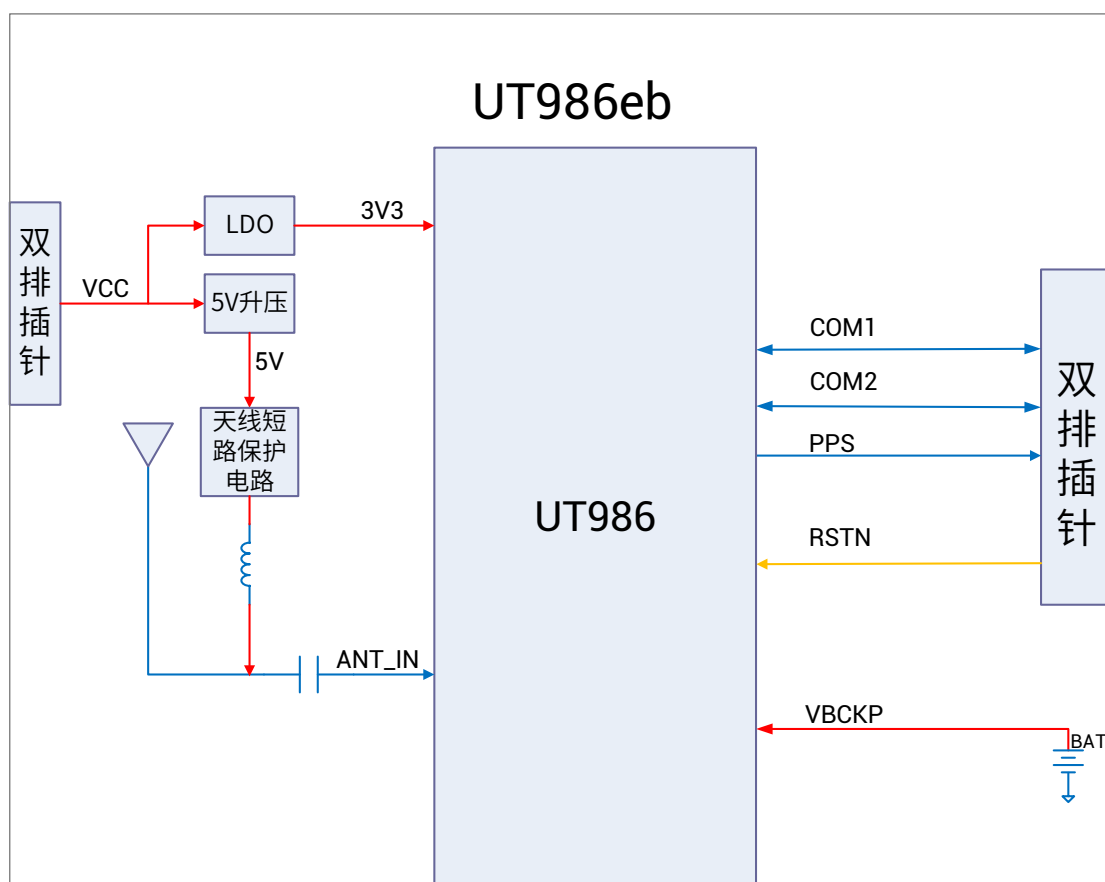 UT986eb
LDO
3V3
双
排
插
针
VCC
5V升压
5V
天线短
路保护
电路
UT986
COM1
COM2
PPS
RSTN
双
排
插
针
ANT_IN
VBCKP
BAT